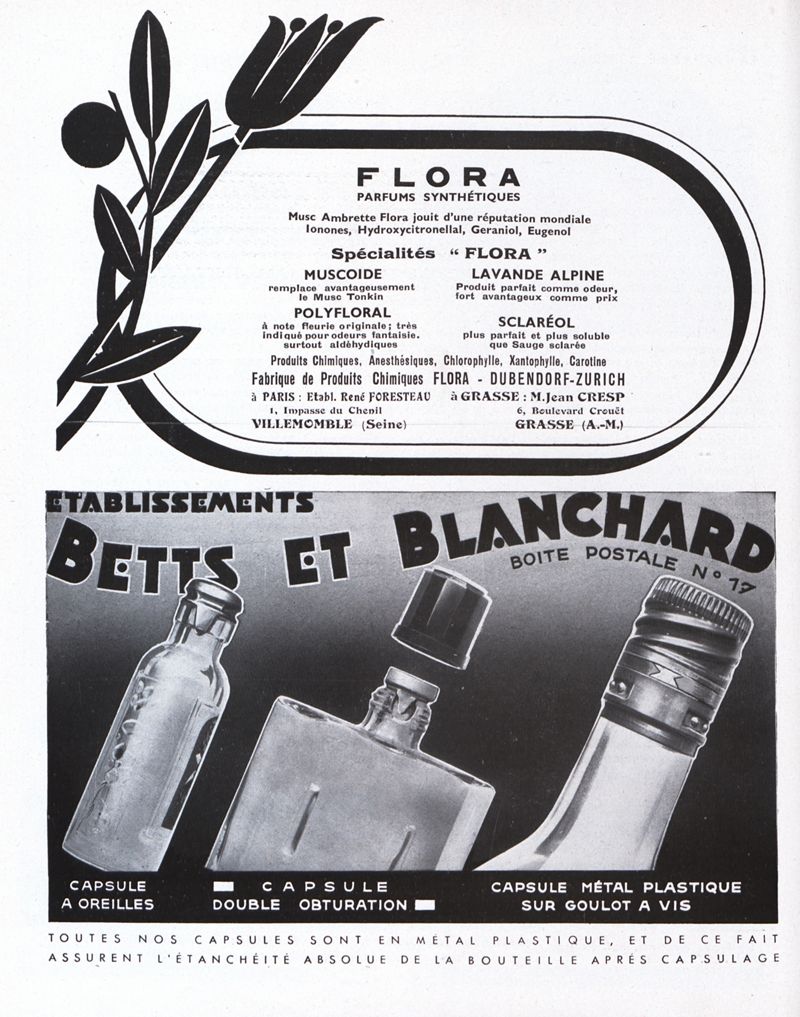 FLORA
PARFUMS SYNTHÉTIQUES
Musc Ambrette Flora jouit d'une réputation mondiale
Ionones, Hydroxycitronellal, Geraniol, Eugenol
Spécialités "FLORA"
MUSCOIDE
remplace avantageusement
le Musc Tonkin
LAVANDE ALPINE
Produit parfait comme odeur,
fort avantageux comme prix
POLYFLORAL
à note fleurie originale; très
indiqué pour odeurs fantaisie.
surtout aldéhydiques
SCLARÉOL
plus parfait et plus soluble
que Sauge sclarée
Produits Chimiques, Anesthésiques, Chlorophylle, Xantophylle, Carotine
Fabrique de Produits Chimiques FLORA - DUBENDORF-ZURICH
à PARIS : Etabl. René FORESTEAU
1, Impasse du Chenil
VILLEMOMBLE (Seine)
à GRASSE : M. Jean CRESP
6, Boulevard Crouët
GRASSE (A.-M.)
ETABLISSEMENTS
BETTS ET BLANCHARD
BOITE POSTALE N° 17
CAPSULE
A OREILLES
CAPSULE
DOUBLE OBTURATION
CAPSULE MÉTAL PLASTIQUE
SUR GOULOT A VIS
TOUTES NOS CAPSULES SONT EN MÉTAL PLASTIQUE, ET DE CE FAIT
ASSURENT L'ÉTANCHÉITÉ ABSOLUE DE LA BOUTEILLE APRÉS CAPSULAGE